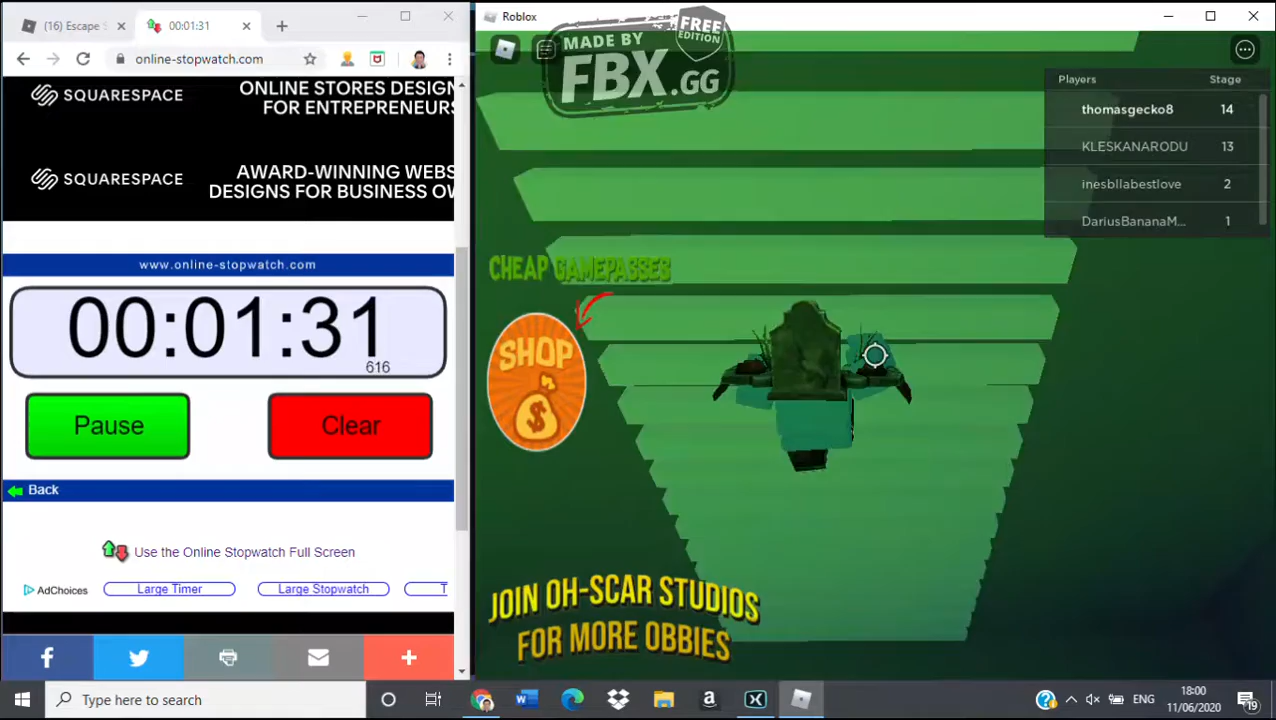 (16) Escape S
00:01:31
online-stopwatch.com
SQUARESPACE
ONLINE STORES DESIGN
FOR ENTREPRENEURS
SQUARESPACE
AWARD-WINNING WEBS
DESIGNS FOR BUSINESS OW
www.online-stopwatch.com
00:01:31
616
Pause
Clear
Back
Use the Online Stopwatch Full Screen
AdChoices
Large Timer
Large Stopwatch
T
Roblox
MADE BY
FBX.GG
FREE
EDITION
Players Stage
thomasgecko8 14
KLESKANARODU 13
inesbllabestlove 2
DariusBananaM... 1
CHEAP GAMEPASSES
SHOP
$
JOIN OH-SCAR STUDIOS
FOR MORE OBBIES
Type here to search
ENG
18:00
11/06/2020
19